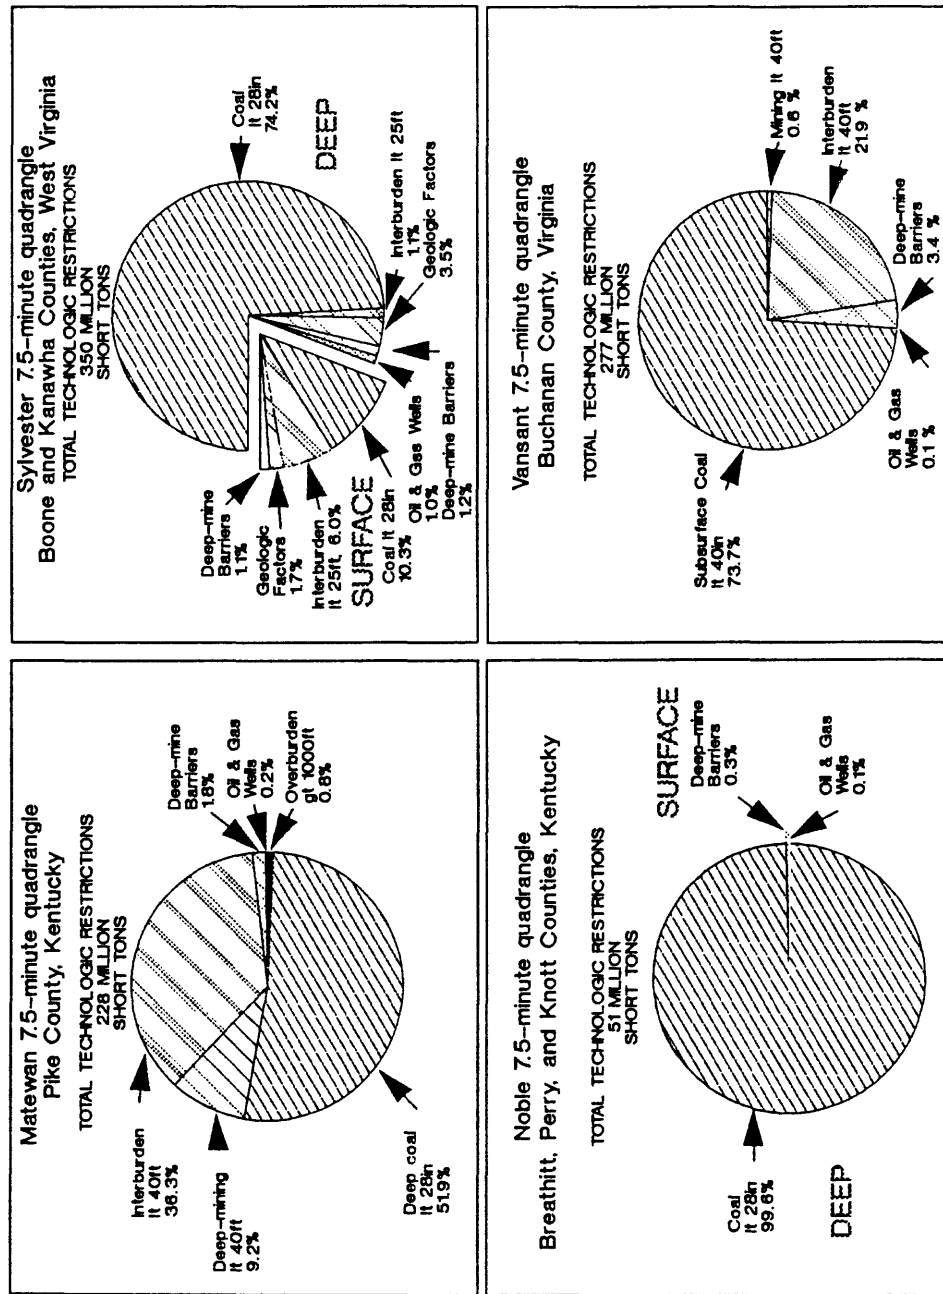 Matewan 7.5-minute quadrangle
Pike County, Kentucky
TOTAL TECHNOLOGIC RESTRICTIONS
228 MILLION
SHORT TONS
Interburden
lt 40ft
36.3%
Deep-mining
lt 40ft
9.2%
Deep coal
lt 28in
51.9%
Deep-mine
Barriers
1.8%
Oil & Gas
Wells
0.2%
Overburden
gt 1000ft
0.8%
Sylvester 7.5-minute quadrangle
Boone and Kanawha Counties, West Virginia
TOTAL TECHNOLOGIC RESTRICTIONS
350 MILLION
SHORT TONS
Deep-mine
Barriers
1.1%
Geologic
Factors
1.7%
Interburden
lt 25ft, 6.0%
SURFACE
Coal lt 28in
10.3%
Oil & Gas Wells
1.0%
Deep-mine Barriers
1.2%
Coal
lt 28in
74.2%
DEEP
Interburden lt 25ft
1.1%
Geologic Factors
3.5%
Noble 7.5-minute quadrangle
Breathitt, Perry, and Knott Counties, Kentucky
TOTAL TECHNOLOGIC RESTRICTIONS
51 MILLION
SHORT TONS
Coal
lt 28in
99.6%
DEEP
SURFACE
Deep-mine
Barriers
0.3%
Oil & Gas
Wells
0.1%
Vansant 7.5-minute quadrangle
Buchanan County, Virginia
TOTAL TECHNOLOGIC RESTRICTIONS
277 MILLION
SHORT TONS
Subsurface Coal
lt 40in
73.7%
Mining lt 40ft
0.6 %
Interburden
lt 40ft
21.9 %
Oil & Gas
Wells
0.1 %
Deep-mine
Barriers
3.4 %